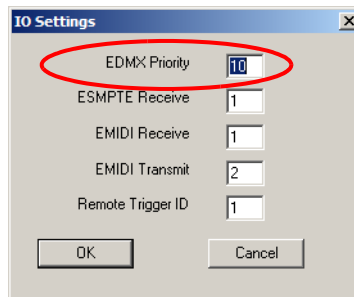 IO Settings
EDMX Priority 10
ESMPTE Receive 1
EMIDI Receive 1
EMIDI Transmit 2
Remote Trigger ID 1
OK Cancel